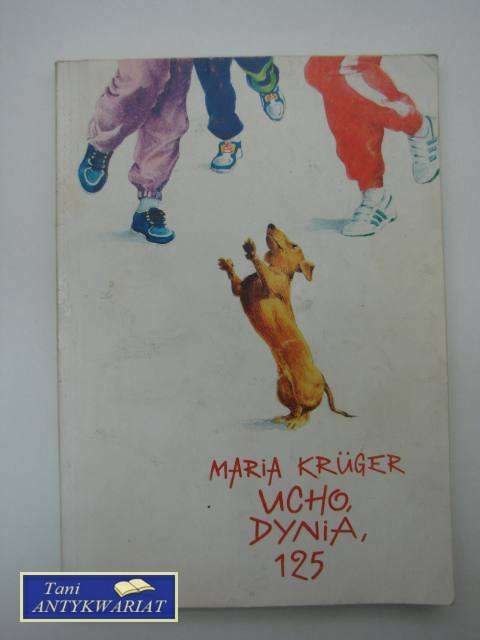 MARIA KRÜGER
UCHO,
DYNIA,
125
Tani
ANTYKWARIAT